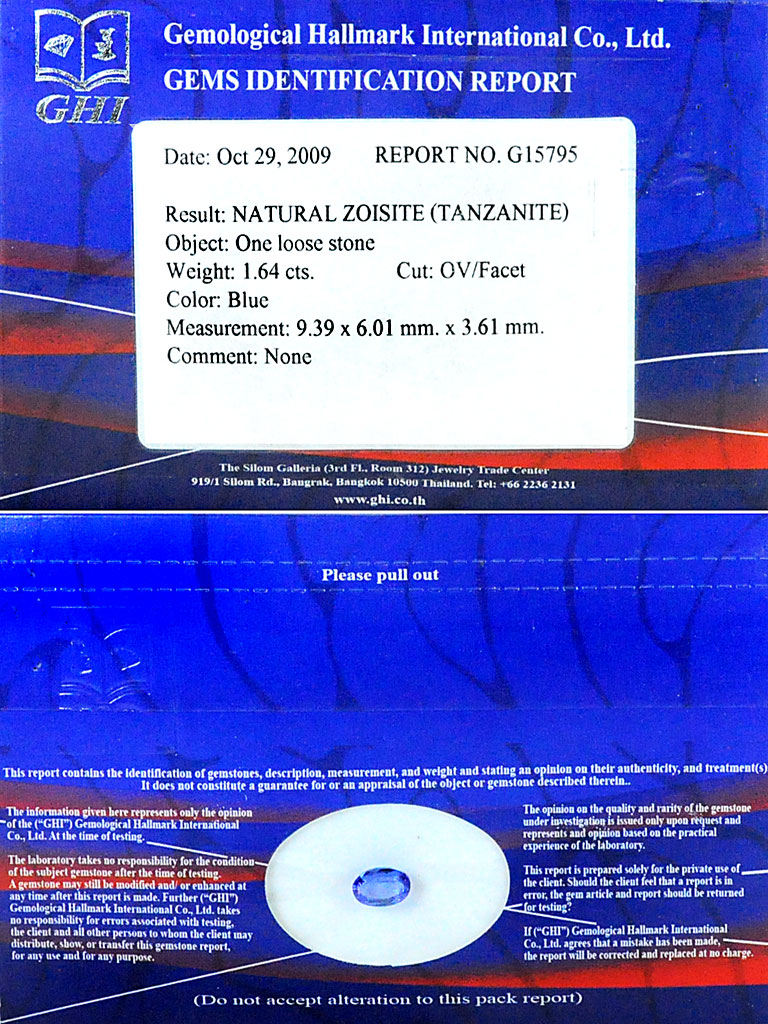 GHI
Gemological Hallmark International Co., Ltd.
GEMS IDENTIFICATION REPORT
Date: Oct 29, 2009 REPORT NO. G15795
Result: NATURAL ZOISITE (TANZANITE)
Object: One loose stone
Weight: 1.64 cts. Cut: OV/Facet
Color: Blue
Measurement: 9.39 x 6.01 mm. x 3.61 mm.
Comment: None
The Silom Galleria (3rd Fl., Room 312) Jewelry Trade Center
919/1 Silom Rd., Bangrak, Bangkok 10500 Thailand. Tel: +66 2236 2131
www.ghi.co.th
Please pull out
This report contains the identification of gemstones, description, measurement, and weight and stating an opinion on their authenticity, and treatment(s)
It does not constitute a guarantee for or an appraisal of the object or gemstone described therein..
The information given here represents only the opinion
of the ("GHI") Gemological Hallmark International
Co., Ltd. At the time of testing.
The laboratory takes no responsibility for the condition
of the subject gemstone after the time of testing.
A gemstone may still be modified and/ or enhanced at
any time after this report is made. Further ("GHI")
Gemological Hallmark International Co., Ltd. takes
no responsibility for errors associated with testing,
the client and all other persons to whom the client may
distribute, show, or transfer this gemstone report,
for any use and for any purpose.
The opinion on the quality and rarity of the gemstone
under investigation is issued only upon request and
represents and opinion based on the practical
experience of the laboratory.
This report is prepared solely for the private use of
the client. Should the client feel that a report is in
error, the gem article and report should be returned
for testing?
If ("GHI") Gemological Hallmark International
Co., Ltd. agrees that a mistake has been made,
the report will be corrected and replaced at no charge.
(Do not accept alteration to this pack report)